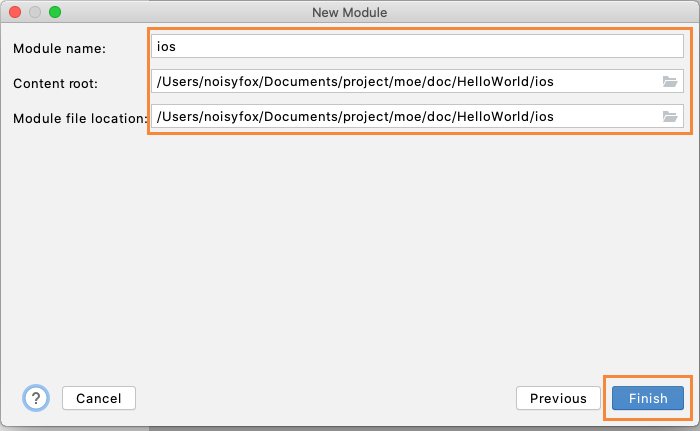 New Module
Module name: ios
Content root: /Users/noisyfox/Documents/project/moe/doc/HelloWorld/ios
Module file location: /Users/noisyfox/Documents/project/moe/doc/HelloWorld/ios
? Cancel Previous Finish